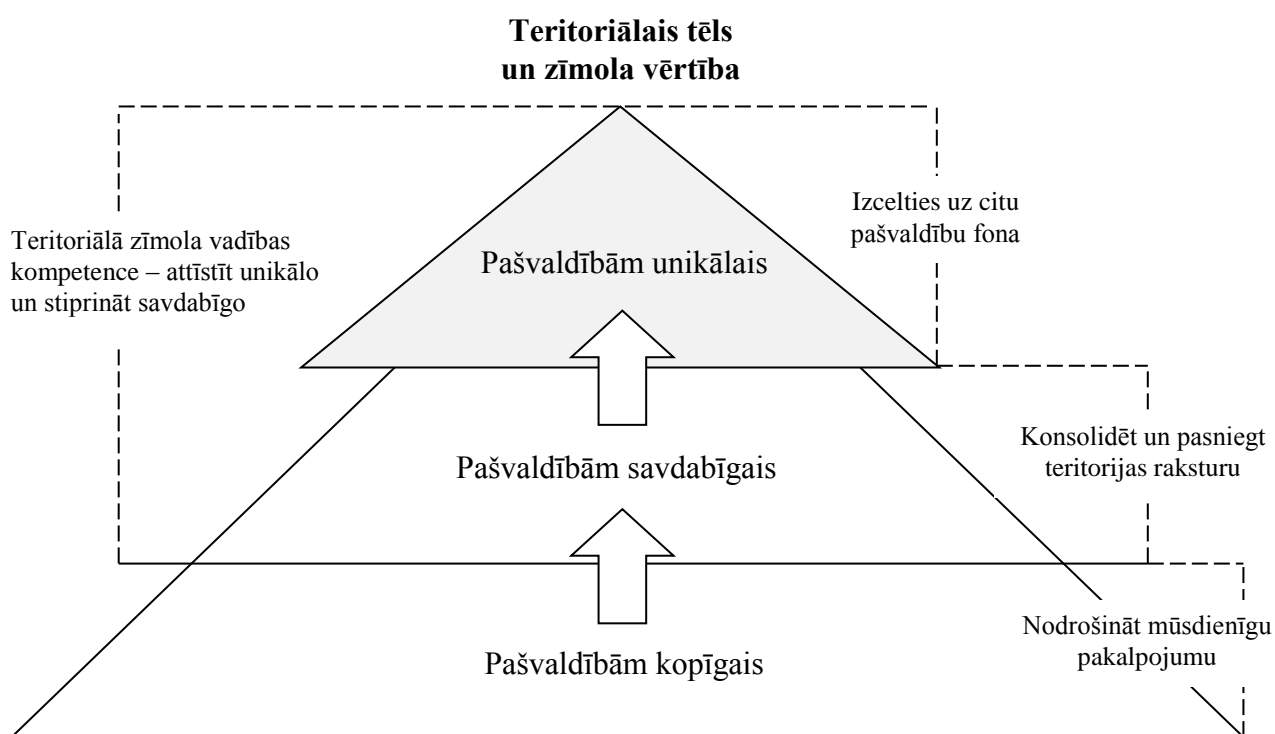 Teritoriālais tēls
un zīmola vērtība
Izcelties uz citu
pašvaldību fona
Teritoriālā zīmola vadības
kompetence – attīstīt unikālo
un stiprināt savdabīgo
Pašvaldībām unikālais
Konsolidēt un pasniegt
teritorijas raksturu
Pašvaldībām savdabīgais
Nodrošināt mūsdienīgu
pakalpojumu
Pašvaldībām kopīgais